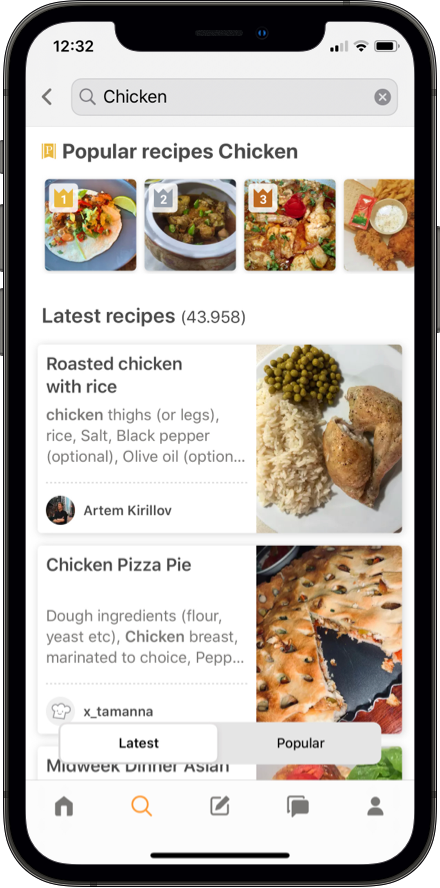 12:32
Chicken
P Popular recipes Chicken
1 2 3
Latest recipes (43.958)
Roasted chicken
with rice
chicken thighs (or legs),
rice, Salt, Black pepper
(optional), Olive oil (option...
Artem Kirillov
Chicken Pizza Pie
Dough ingredients (flour,
yeast etc), Chicken breast,
marinated to choice, Pepp...
x_tamanna
Latest Popular
Midweek Dinner Asian